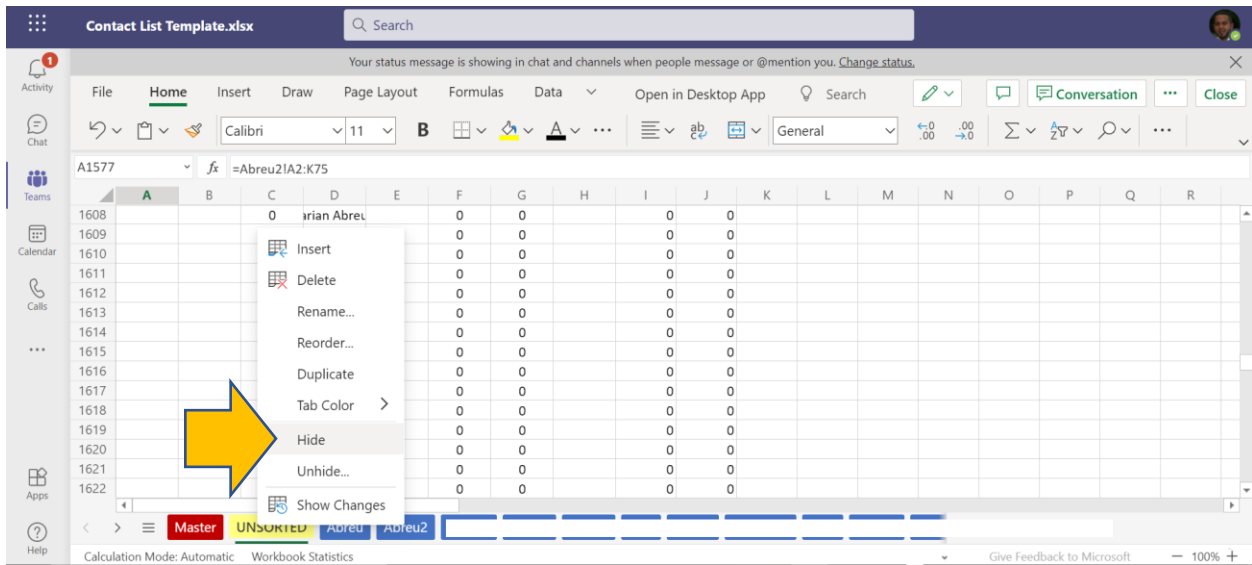 Contact List Template.xlsx Search
Your status message is showing in chat and channels when people message or @mention you. Change status.
1
Activity
Chat
Teams
Calendar
Calls
Apps
Help
File Home Insert Draw Page Layout Formulas Data Open in Desktop App Search Conversation Close
Calibri 11 B A ab General .00 .00 .0
A1577 fx =Abreu2!A2:K75
A B C D E F G H I J K L M N O P Q R
1608 0 arian Abreu 0 0 0 0
1609 0 0 0 0
1610 0 0 0 0
1611 0 0 0 0
1612 0 0 0 0
1613 0 0 0 0
1614 0 0 0 0
1615 0 0 0 0
1616 0 0 0 0
1617 0 0 0 0
1618 0 0 0 0
1619 0 0 0 0
1620 0 0 0 0
1621 0 0 0 0
1622 0 0 0 0
Insert
Delete
Rename...
Reorder...
Duplicate
Tab Color
Hide
Unhide...
Show Changes
Master UNSORTED Abreu Abreu2
Calculation Mode: Automatic Workbook Statistics Give Feedback to Microsoft 100%